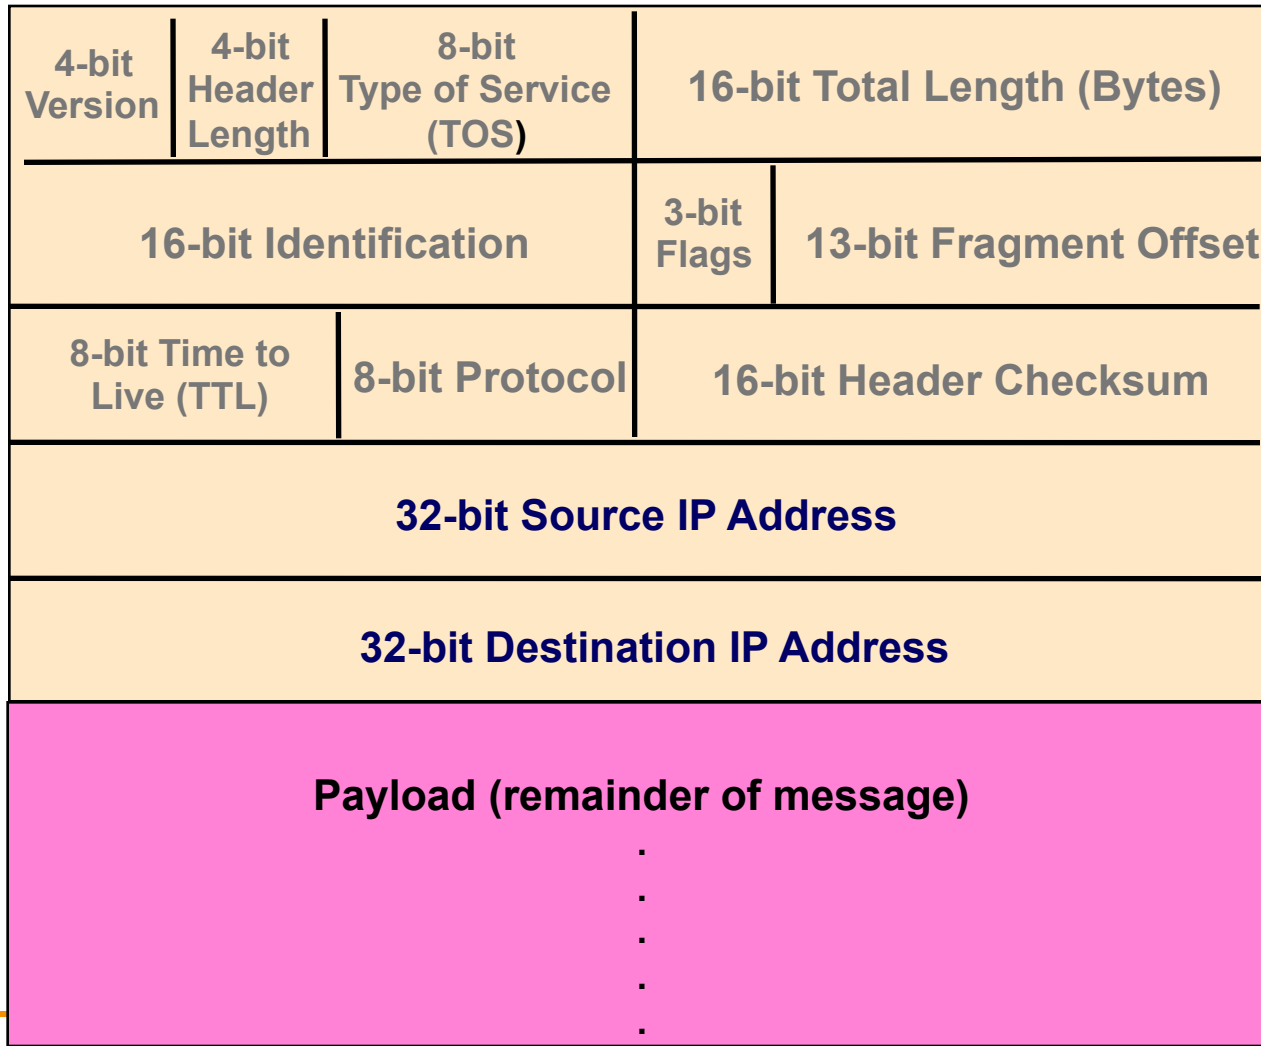 4-bit
Version
4-bit
Header
Length
8-bit
Type of Service
(TOS)
16-bit Total Length (Bytes)
16-bit Identification
3-bit
Flags
13-bit Fragment Offset
8-bit Time to
Live (TTL)
8-bit Protocol
16-bit Header Checksum
32-bit Source IP Address
32-bit Destination IP Address
Payload (remainder of message)
.
.
.
.
.